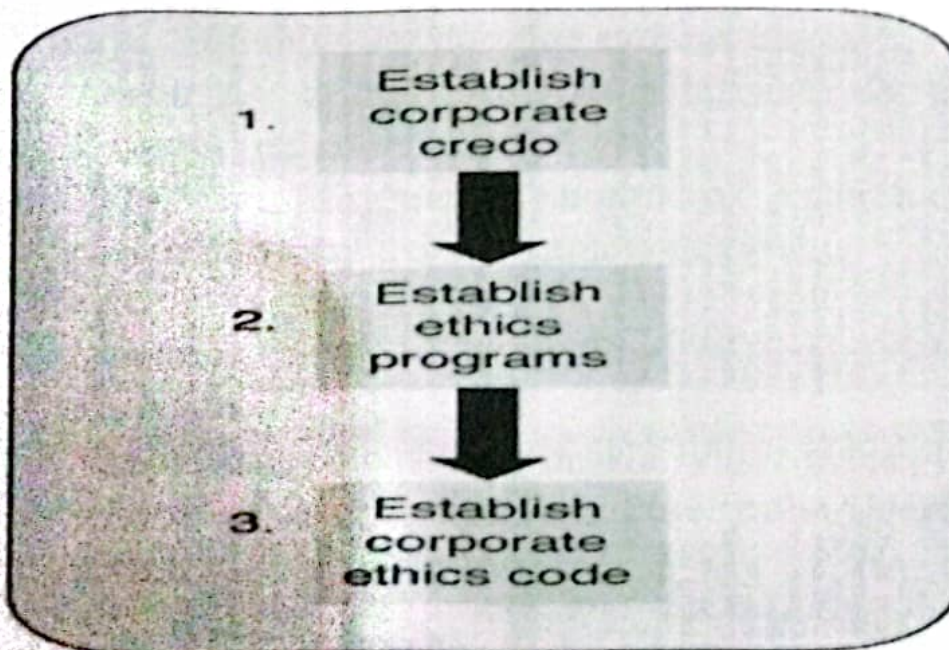 1.
Establish
corporate
credo
2.
Establish
ethics
programs
3.
Establish
corporate
ethics code